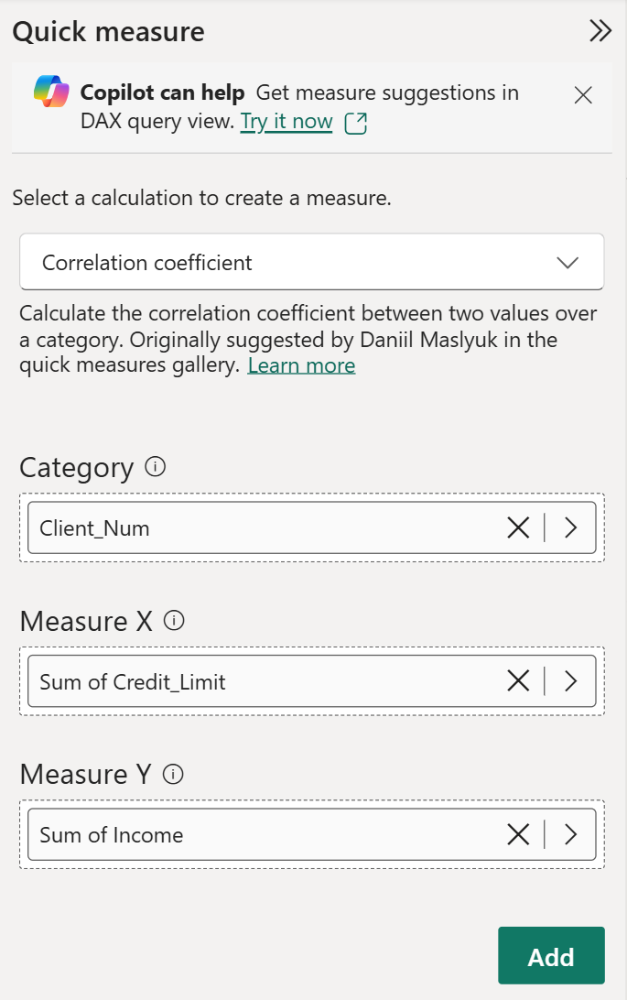 Quick measure
Copilot can help Get measure suggestions in
DAX query view. Try it now
Select a calculation to create a measure.
Correlation coefficient
Calculate the correlation coefficient between two values over
a category. Originally suggested by Daniil Maslyuk in the
quick measures gallery. Learn more
Category
Client_Num
Measure X
Sum of Credit_Limit
Measure Y
Sum of Income
Add